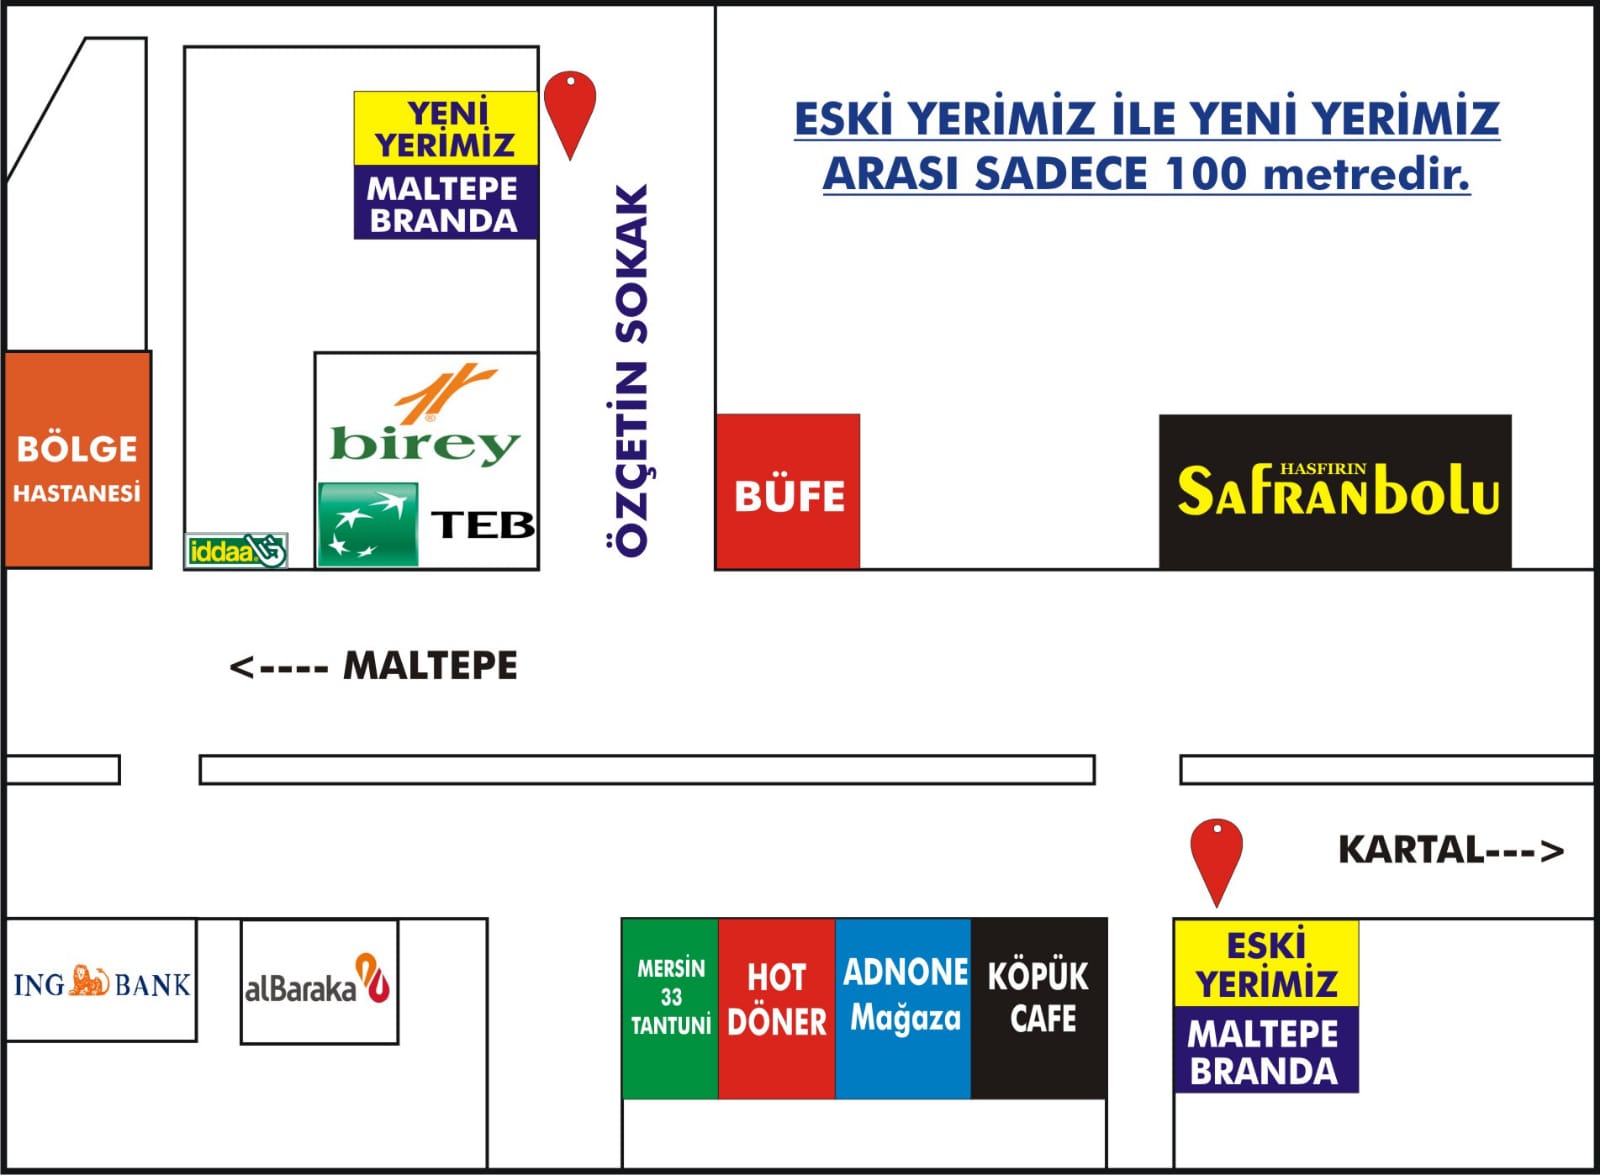 YENİ
YERİMİZ
MALTEPE
BRANDA
ESKİ YERİMİZ İLE YENİ YERİMİZ
ARASI SADECE 100 metredir.
ÖZÇETİN SOKAK
BÖLGE
HASTANESİ
birey
TEB
iddaa
BÜFE
HASFIRIN
SAfRANbolu
<---- MALTEPE
KARTAL--->
ING BANK
alBaraka
MERSİN
33
TANTUNİ
HOT
DÖNER
ADNONE
Mağaza
KÖPÜK
CAFE
ESKİ
YERİMİZ
MALTEPE
BRANDA